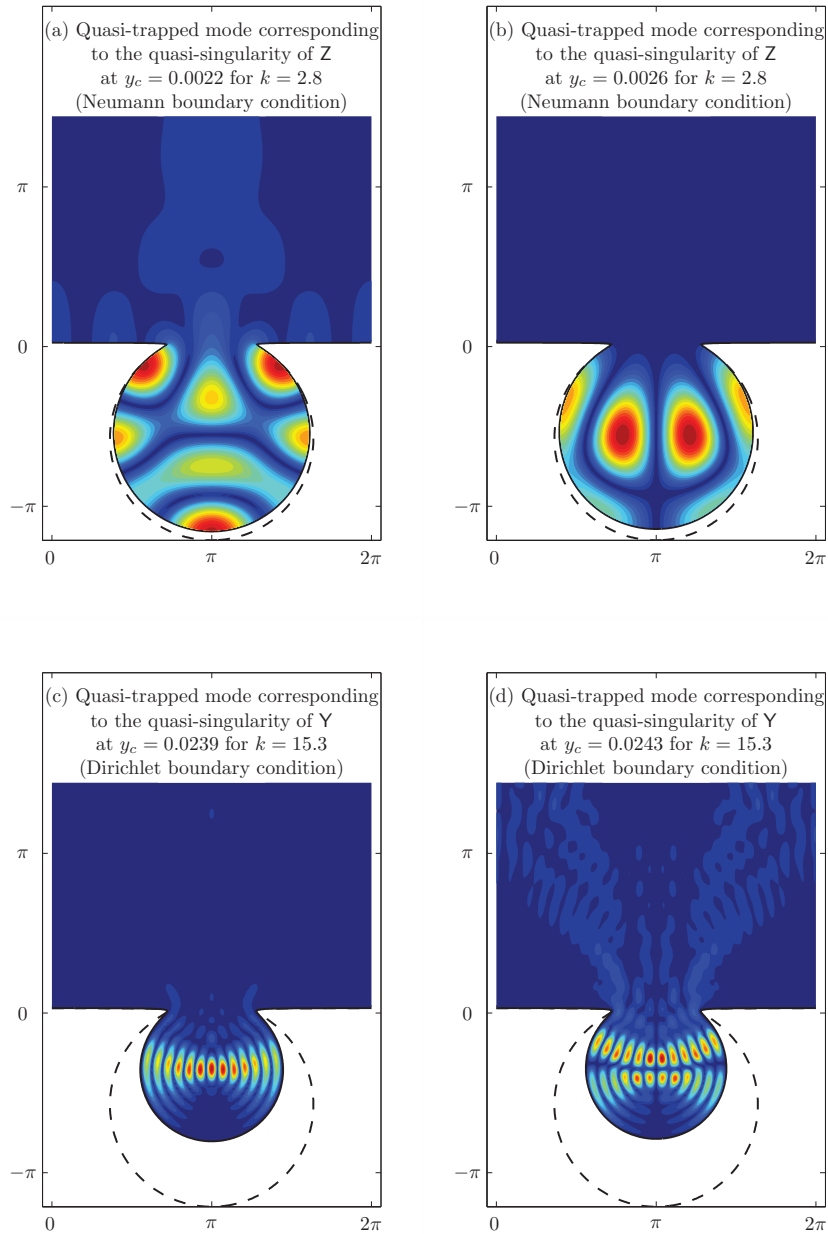 (a) Quasi-trapped mode corresponding
to the quasi-singularity of Z
at y_c = 0.0022 for k = 2.8
(Neumann boundary condition)
π
0
−π
0
π
2π
(b) Quasi-trapped mode corresponding
to the quasi-singularity of Z
at y_c = 0.0026 for k = 2.8
(Neumann boundary condition)
π
0
−π
0
π
2π
(c) Quasi-trapped mode corresponding
to the quasi-singularity of Y
at y_c = 0.0239 for k = 15.3
(Dirichlet boundary condition)
π
0
−π
0
π
2π
(d) Quasi-trapped mode corresponding
to the quasi-singularity of Y
at y_c = 0.0243 for k = 15.3
(Dirichlet boundary condition)
π
0
−π
0
π
2π